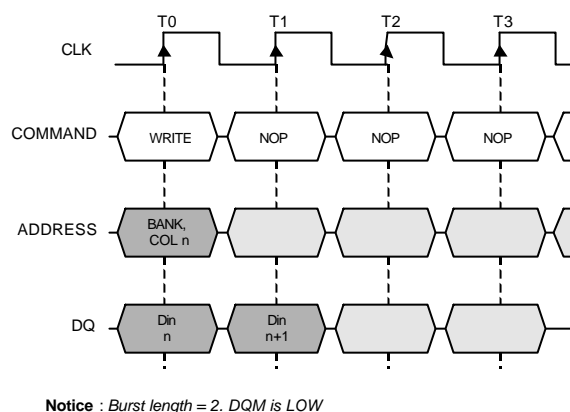 T0 T1 T2 T3
CLK
COMMAND WRITE NOP NOP NOP
ADDRESS BANK,
COL n
DQ Din Din
n n+1
Notice : Burst length = 2. DQM is LOW